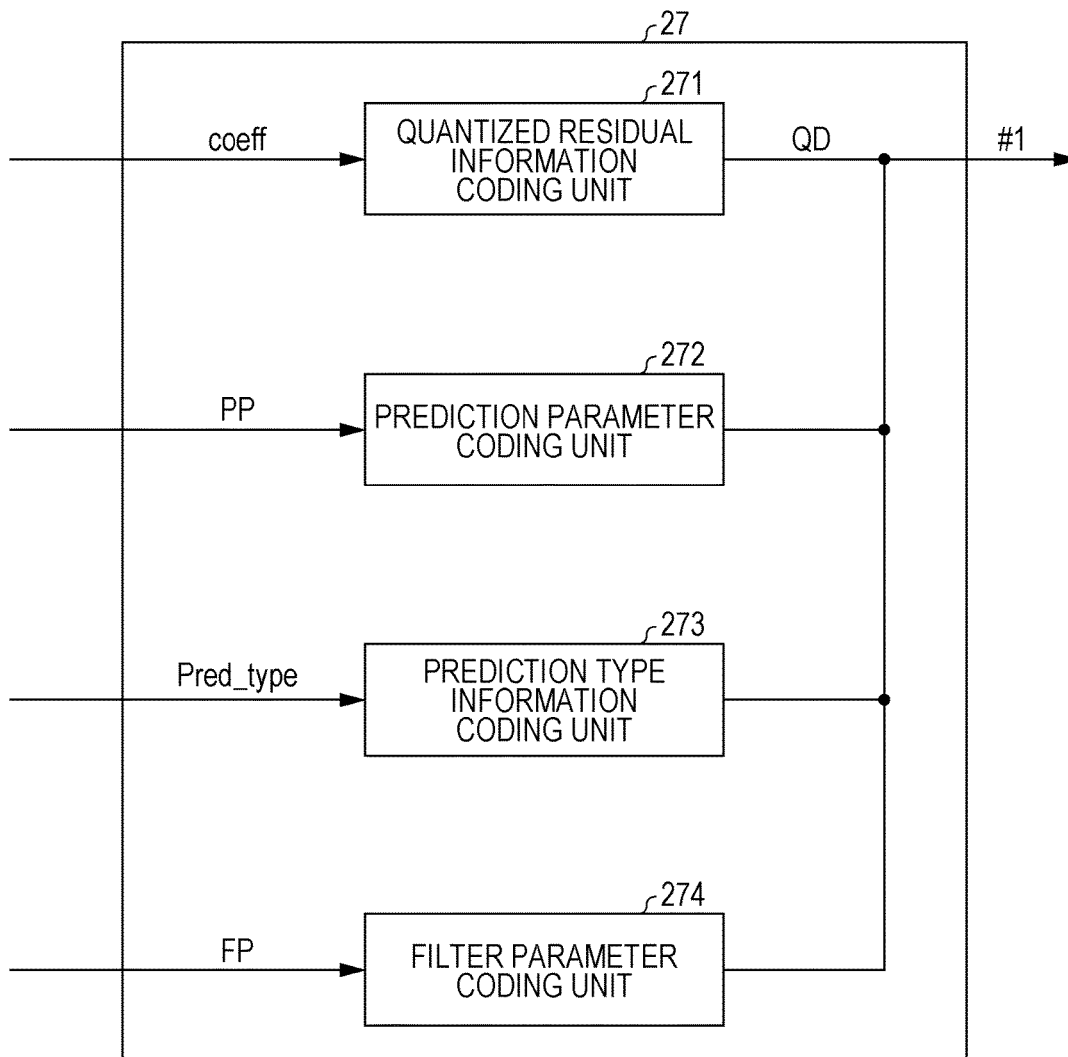 27
271
coeff
QUANTIZED RESIDUAL
INFORMATION
CODING UNIT
QD
#1
272
PP
PREDICTION PARAMETER
CODING UNIT
273
Pred_type
PREDICTION TYPE
INFORMATION
CODING UNIT
274
FP
FILTER PARAMETER
CODING UNIT